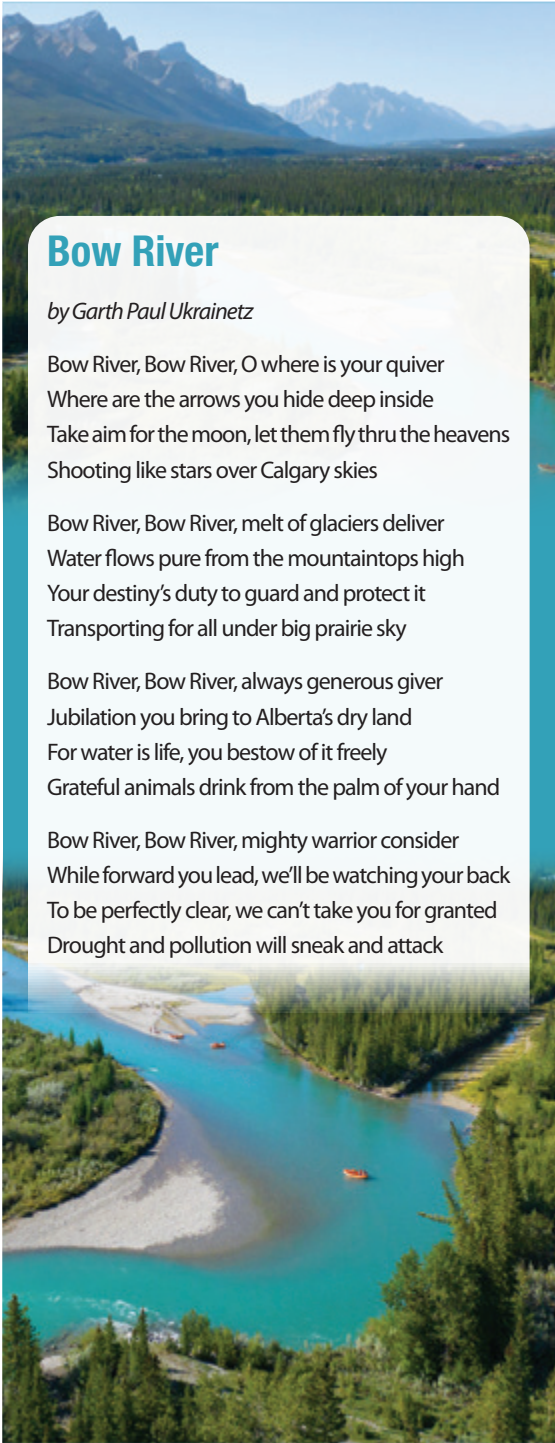 Bow River
by Garth Paul Ukrainetz
Bow River, Bow River, O where is your quiver
Where are the arrows you hide deep inside
Take aim for the moon, let them fly thru the heavens
Shooting like stars over Calgary skies
Bow River, Bow River, melt of glaciers deliver
Water flows pure from the mountaintops high
Your destiny's duty to guard and protect it
Transporting for all under big prairie sky
Bow River, Bow River, always generous giver
Jubilation you bring to Alberta's dry land
For water is life, you bestow of it freely
Grateful animals drink from the palm of your hand
Bow River, Bow River, mighty warrior consider
While forward you lead, we'll be watching your back
To be perfectly clear, we can't take you for granted
Drought and pollution will sneak and attack